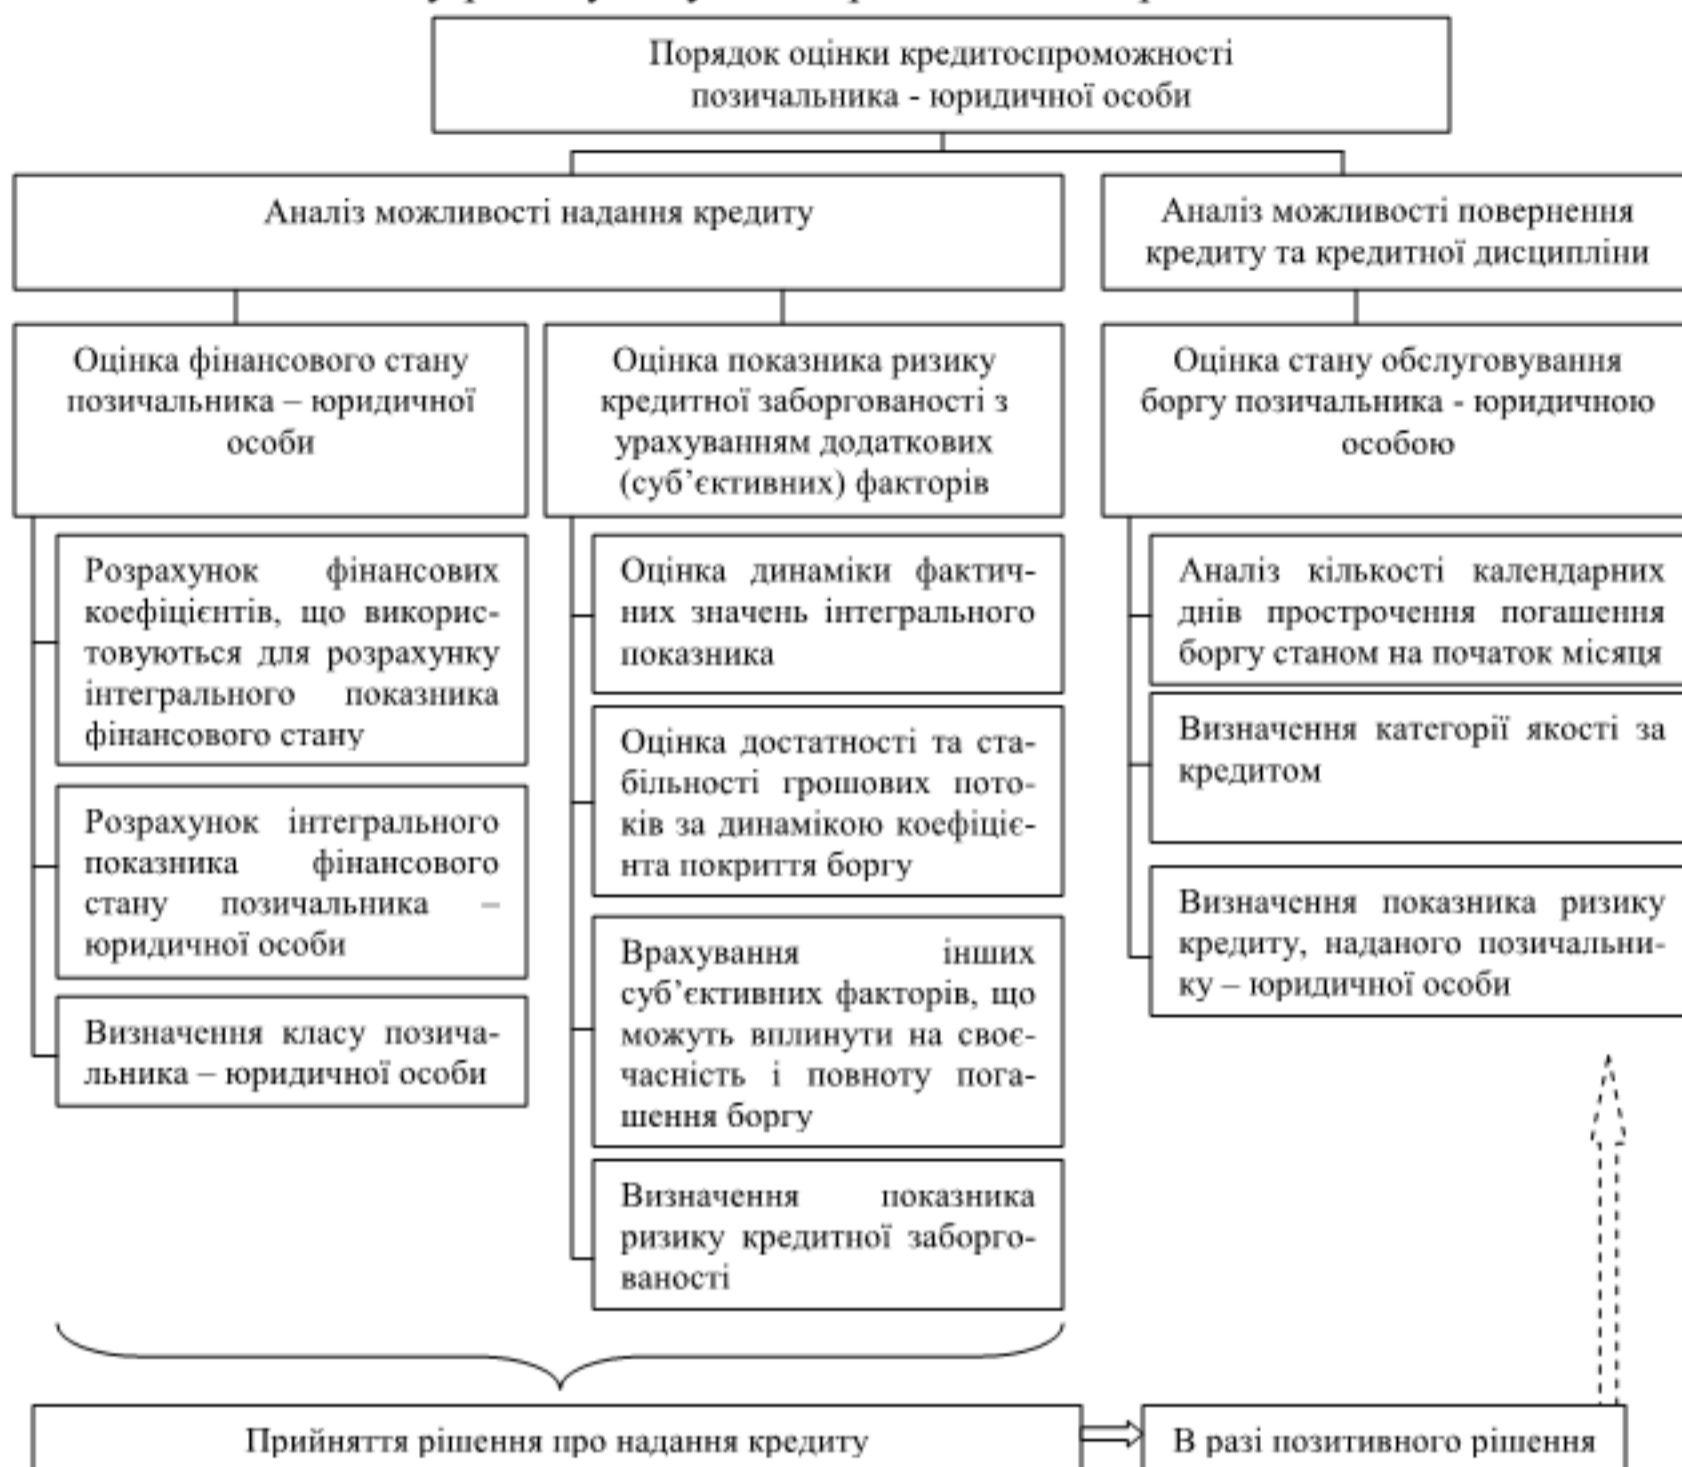 Порядок оцінки кредитоспроможності
позичальника - юридичної особи
Аналіз можливості надання кредиту
Аналіз можливості повернення
кредиту та кредитної дисципліни
Оцінка фінансового стану
позичальника – юридичної
особи
Розрахунок фінансових
коефіцієнтів, що викорис-
товуються для розрахунку
інтегрального показника
фінансового стану
Розрахунок інтегрального
показника фінансового
стану позичальника –
юридичної особи
Визначення класу позича-
льника – юридичної особи
Оцінка показника ризику
кредитної заборгованості з
урахуванням додаткових
(суб’єктивних) факторів
Оцінка динаміки фактич-
них значень інтегрального
показника
Оцінка достатності та ста-
більності грошових пото-
ків за динамікою коефіціє-
нта покриття боргу
Врахування інших
суб’єктивних факторів, що
можуть вплинути на своє-
часність і повноту пога-
шення боргу
Визначення показника
ризику кредитної заборго-
ваності
Оцінка стану обслуговування
боргу позичальника - юридичною
особою
Аналіз кількості календарних
днів прострочення погашення
боргу станом на початок місяця
Визначення категорії якості за
кредитом
Визначення показника ризику
кредиту, наданого позичальни-
ку – юридичної особи
Прийняття рішення про надання кредиту
В разі позитивного рішення